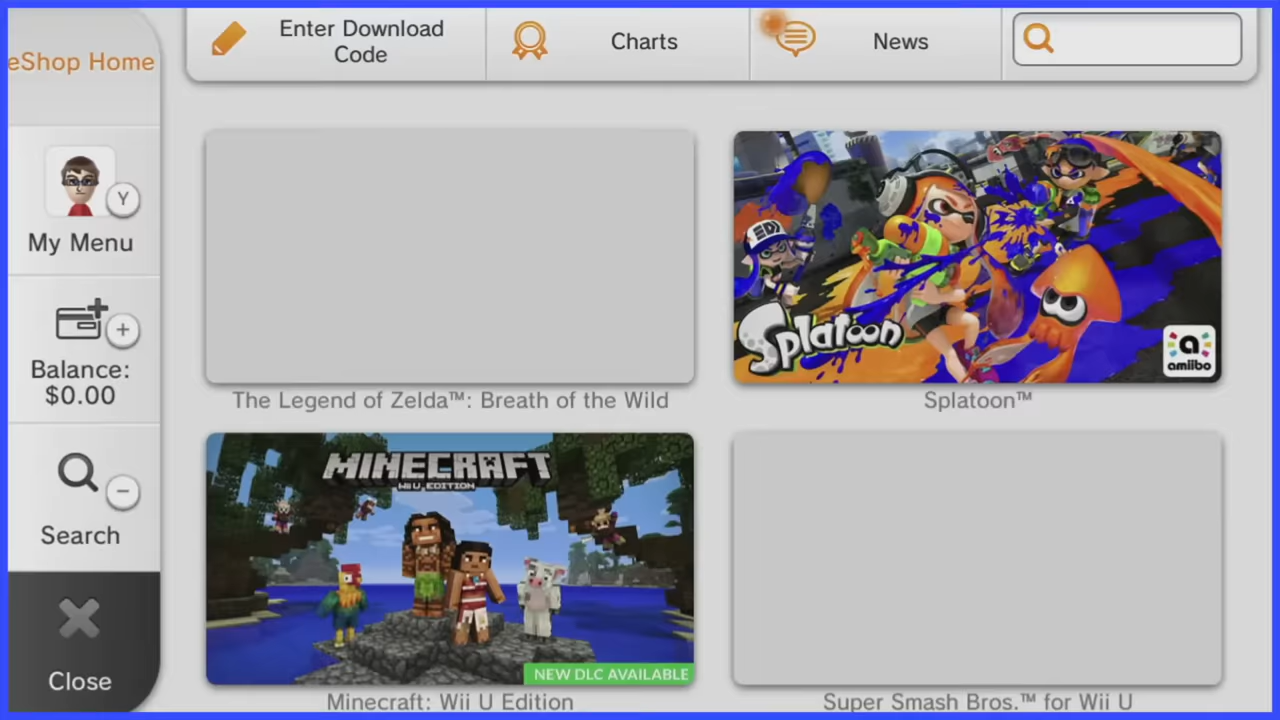 eShop Home
Enter Download
Code
Charts
News
Y
My Menu
+
Balance:
$0.00
−
Search
Close
The Legend of Zelda™: Breath of the Wild
Splatoon
a
amiibo
Splatoon™
MINECRAFT
Wii U EDITION
NEW DLC AVAILABLE
Minecraft: Wii U Edition
Super Smash Bros.™ for Wii U